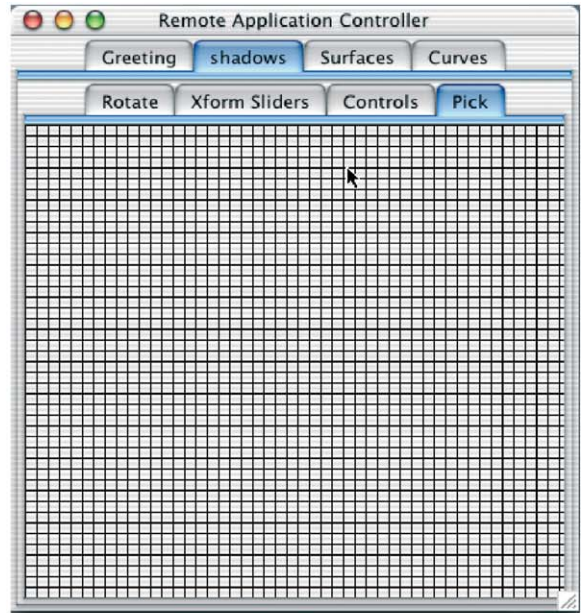 Remote Application Controller
Greeting shadows Surfaces Curves
Rotate Xform Sliders Controls Pick